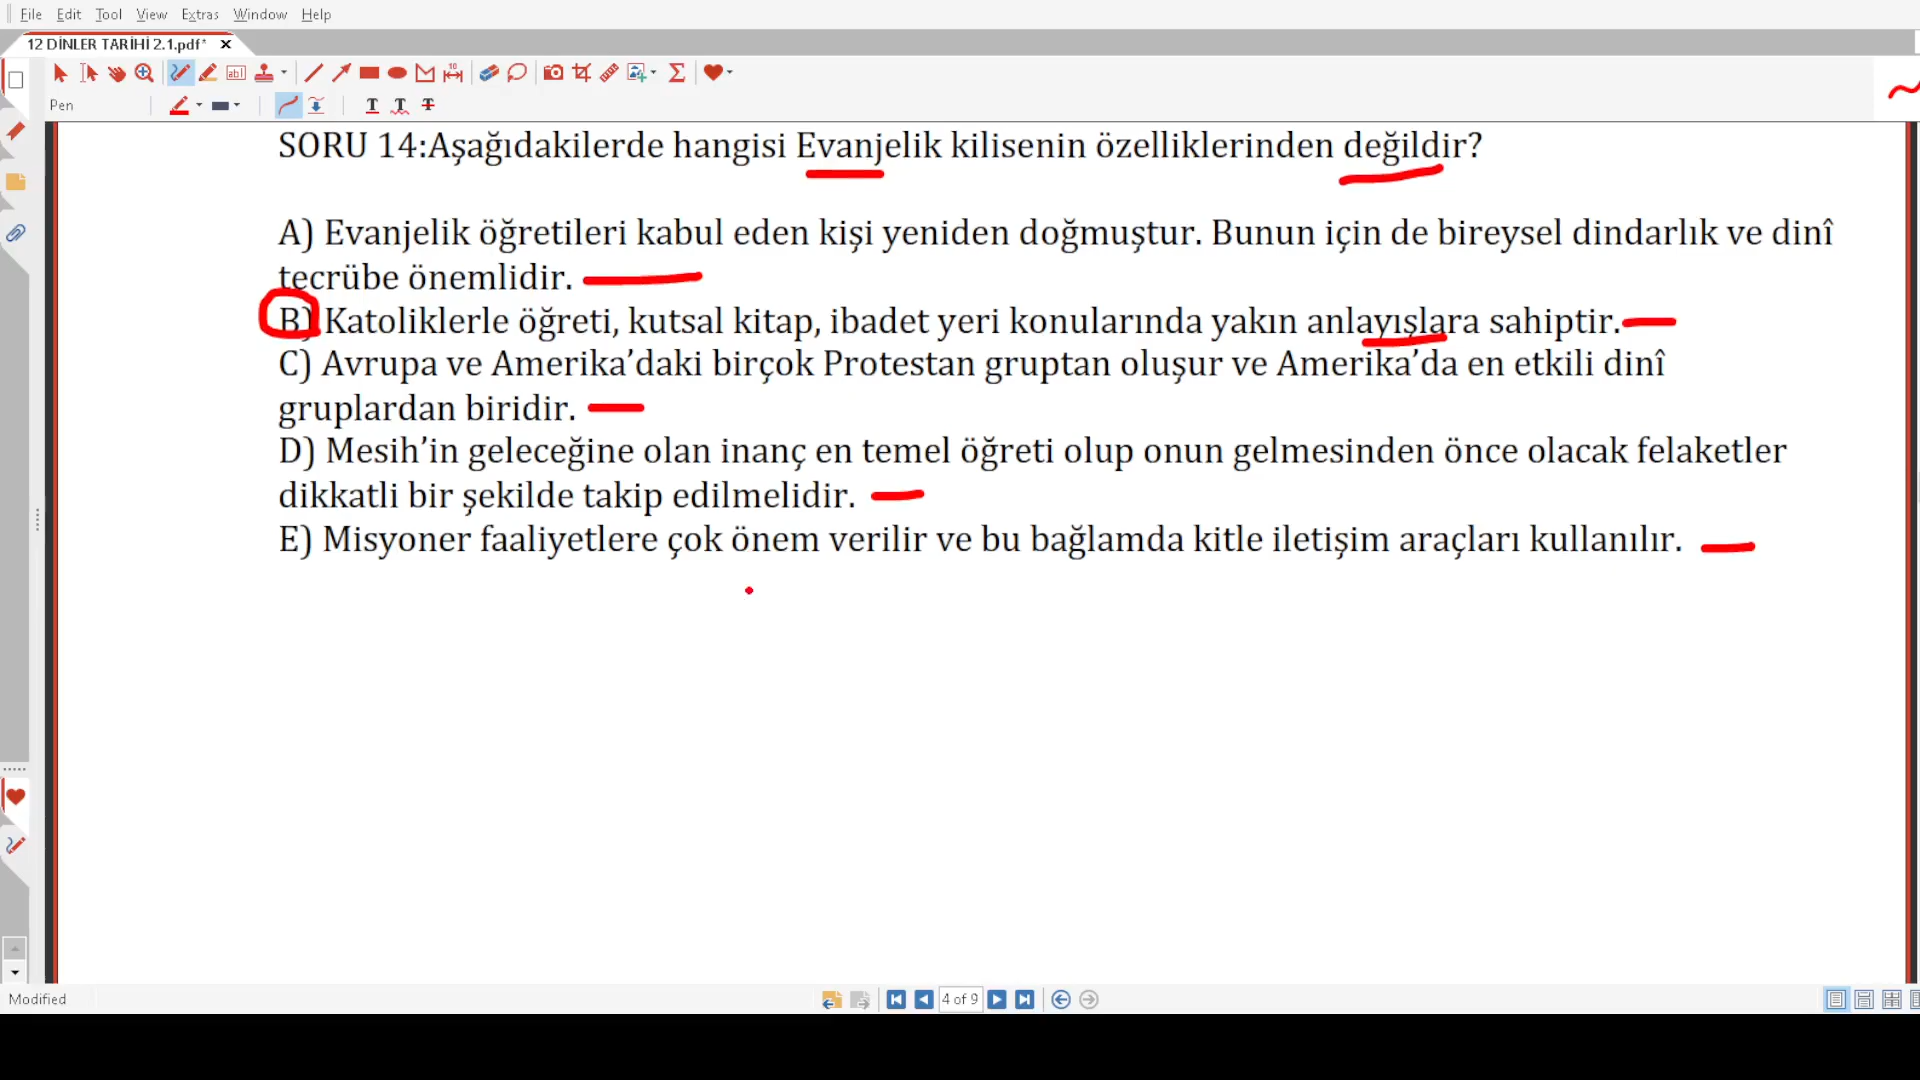 File Edit Tool View Extras Window Help
12 DİNLER TARİHİ 2.1.pdf*
Pen
SORU 14:Aşağıdakilerde hangisi Evanjelik kilisenin özelliklerinden değildir?
A) Evanjelik öğretileri kabul eden kişi yeniden doğmuştur. Bunun için de bireysel dindarlık ve dinî
tecrübe önemlidir.
B) Katoliklerle öğreti, kutsal kitap, ibadet yeri konularında yakın anlayışlara sahiptir.
C) Avrupa ve Amerika’daki birçok Protestan gruptan oluşur ve Amerika’da en etkili dinî
gruplardan biridir.
D) Mesih’in geleceğine olan inanç en temel öğreti olup onun gelmesinden önce olacak felaketler
dikkatli bir şekilde takip edilmelidir.
E) Misyoner faaliyetlere çok önem verilir ve bu bağlamda kitle iletişim araçları kullanılır.
Modified
4 of 9